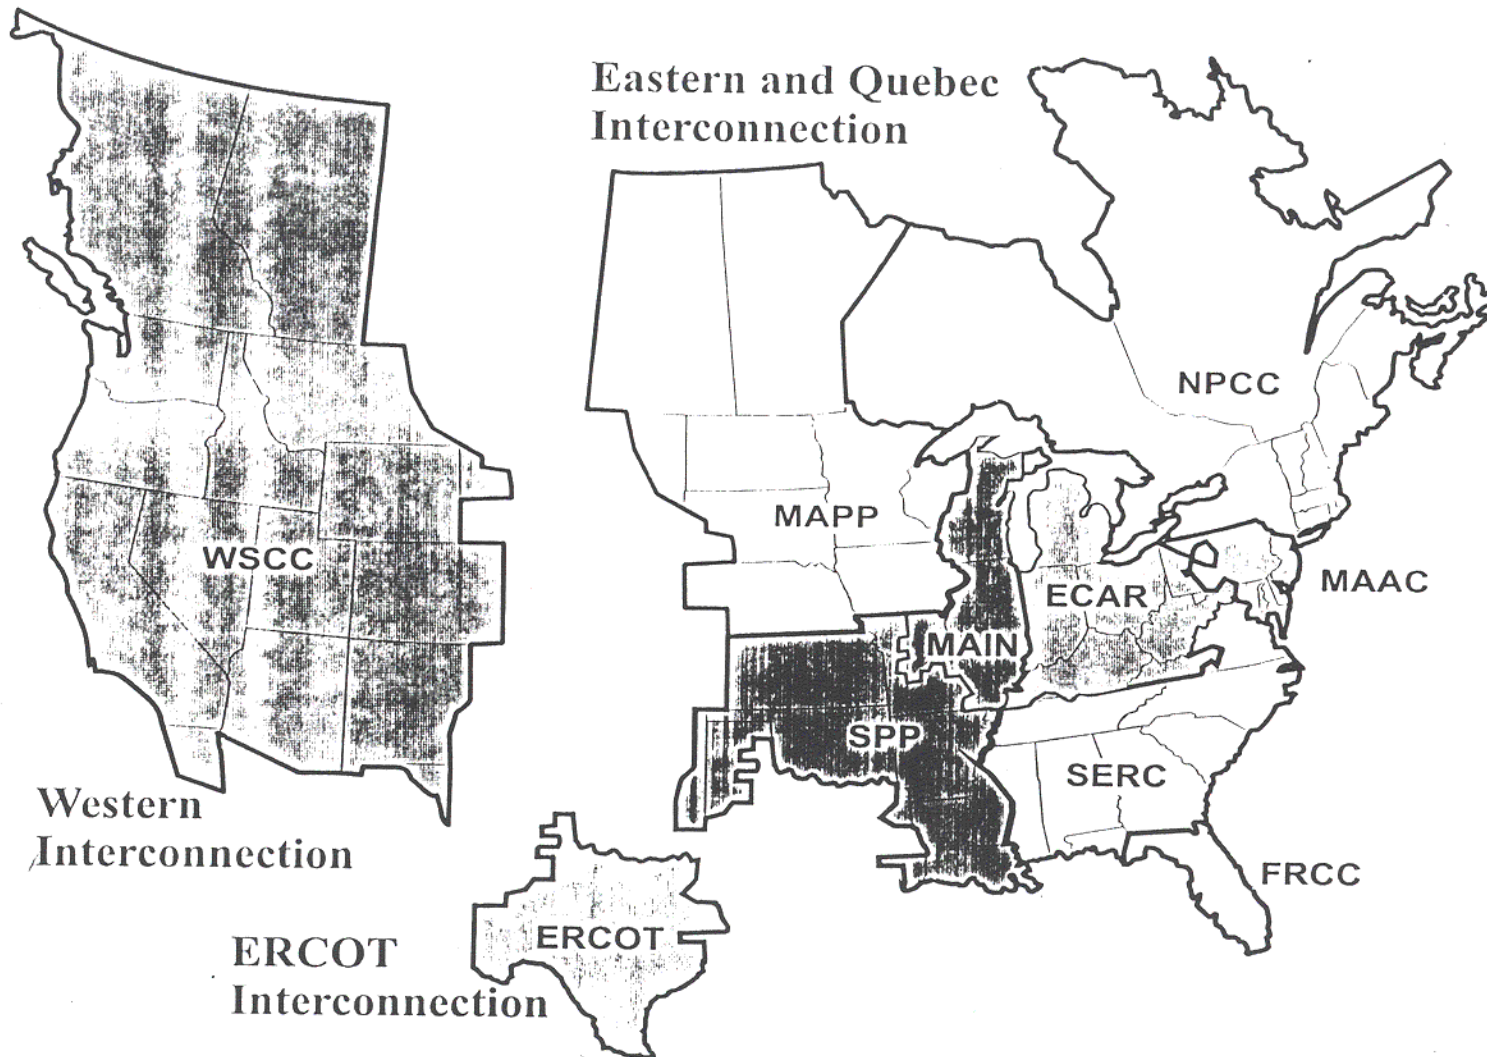 Eastern and Quebec
Interconnection
NPCC
MAPP
WSCC
ECAR
MAAC
MAIN
SPP
SERC
Western
Interconnection
FRCC
ERCOT
ERCOT
Interconnection